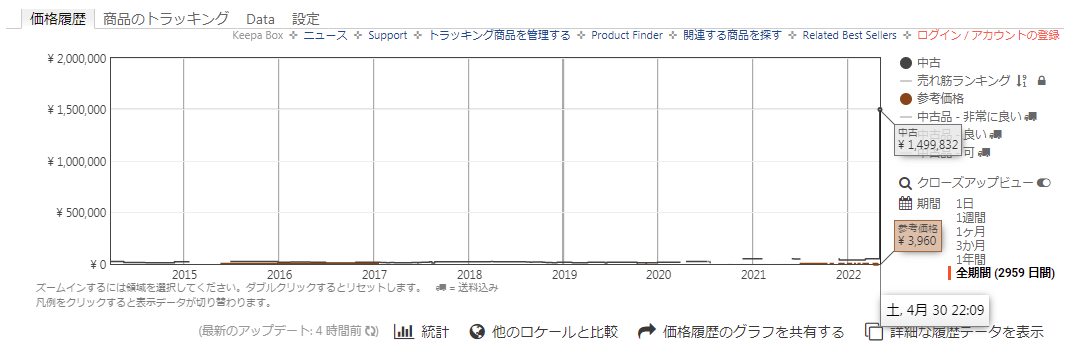 価格履歴 商品のトラッキング Data 設定
Keepa Box ✢ ニュース ✢ Support ✢ トラッキング商品を管理する ✢ Product Finder ✢ 関連する商品を探す ✢ Related Best Sellers ✢ ログイン / アカウントの登録
¥ 2,000,000
¥ 1,500,000
¥ 1,000,000
¥ 500,000
¥ 0
2015 2016 2017 2018 2019 2020 2021 2022
中古
売れ筋ランキング
参考価格
中古品 - 非常に良い
中古品 - 良い
中古品 - 可
中古
¥ 1,499,832
クローズアップビュー
期間 1日
1週間
1ヶ月
3か月
1年間
全期間 (2959 日間)
参考価格
¥ 3,960
土, 4月 30 22:09
ズームインするには領域を選択してください。ダブルクリックするとリセットします。 = 送料込み
凡例をクリックすると表示データが切り替わります。
(最新のアップデート: 4 時間前) 統計 他のロケールと比較 価格履歴のグラフを共有する 詳細な履歴データを表示